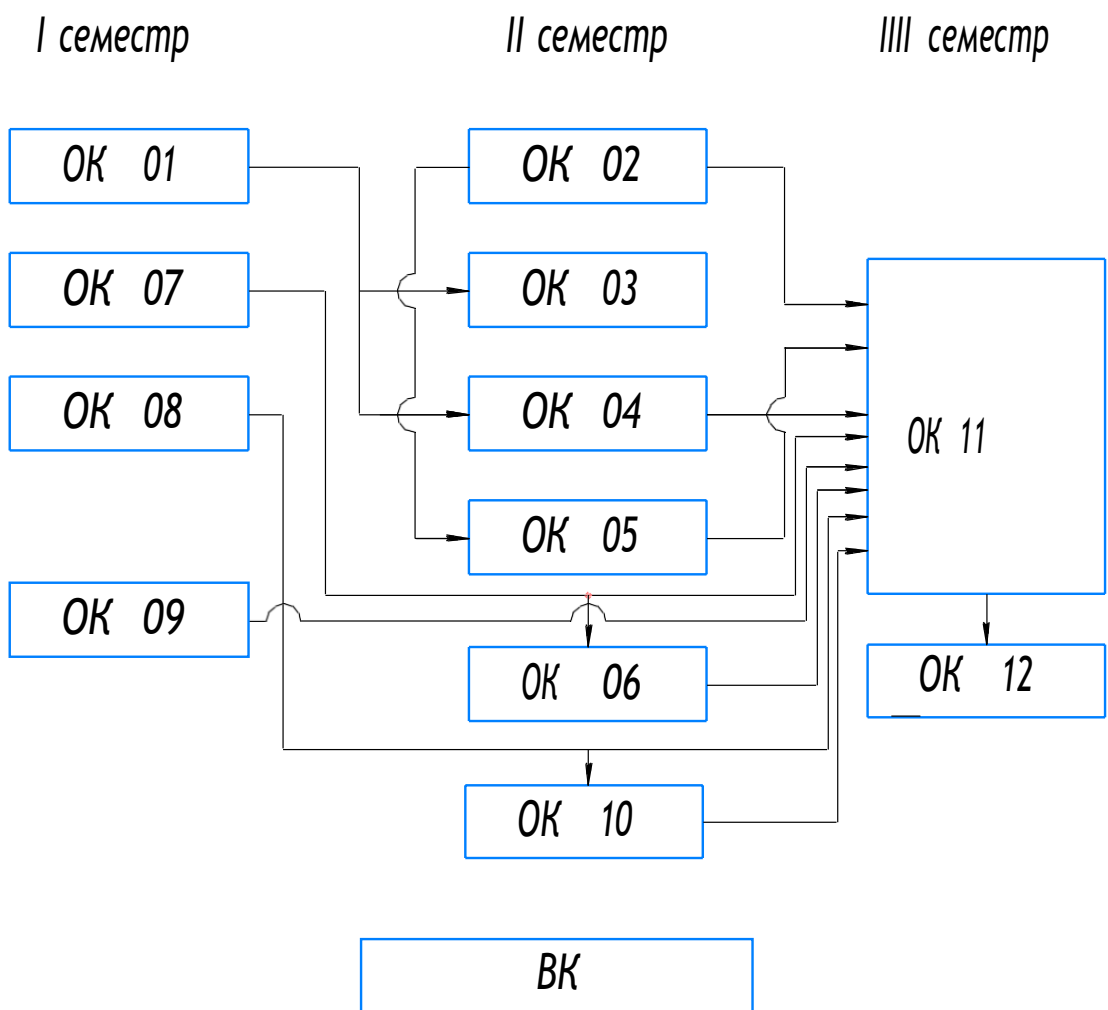 I семестр II семестр IIII семестр
ОК 01 ОК 02
ОК 07 ОК 03
ОК 08 ОК 04
ОК 11
ОК 05
ОК 09
ОК 06 ОК 12
ОК 10
ВК